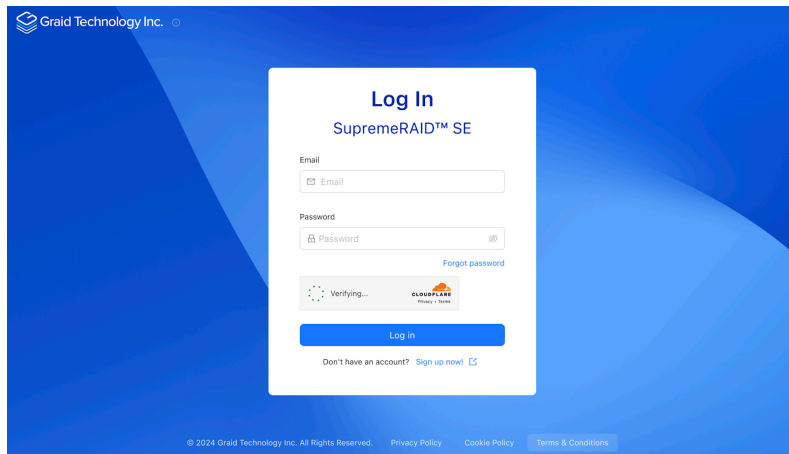 Graid Technology Inc.
Log In
SupremeRAID™ SE
Email
Email
Password
Password
Forgot password
Verifying...
CLOUDFLARE
Privacy • Terms
Log in
Don't have an account? Sign up now!
© 2024 Graid Technology Inc. All Rights Reserved. Privacy Policy Cookie Policy Terms & Conditions